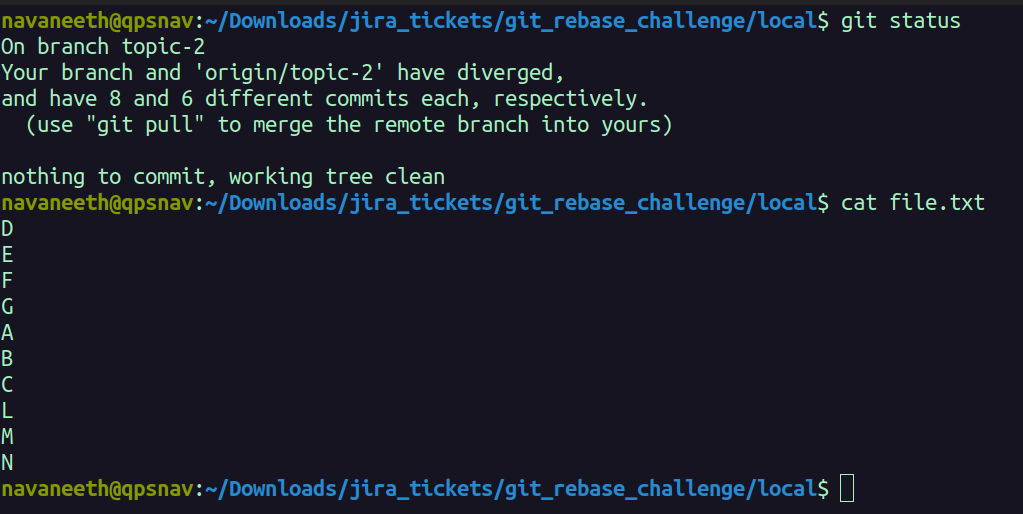 navaneeth@qpsnav:~/Downloads/jira_tickets/git_rebase_challenge/local$ git status
On branch topic-2
Your branch and 'origin/topic-2' have diverged,
and have 8 and 6 different commits each, respectively.
  (use "git pull" to merge the remote branch into yours)

nothing to commit, working tree clean
navaneeth@qpsnav:~/Downloads/jira_tickets/git_rebase_challenge/local$ cat file.txt
D
E
F
G
A
B
C
L
M
N
navaneeth@qpsnav:~/Downloads/jira_tickets/git_rebase_challenge/local$